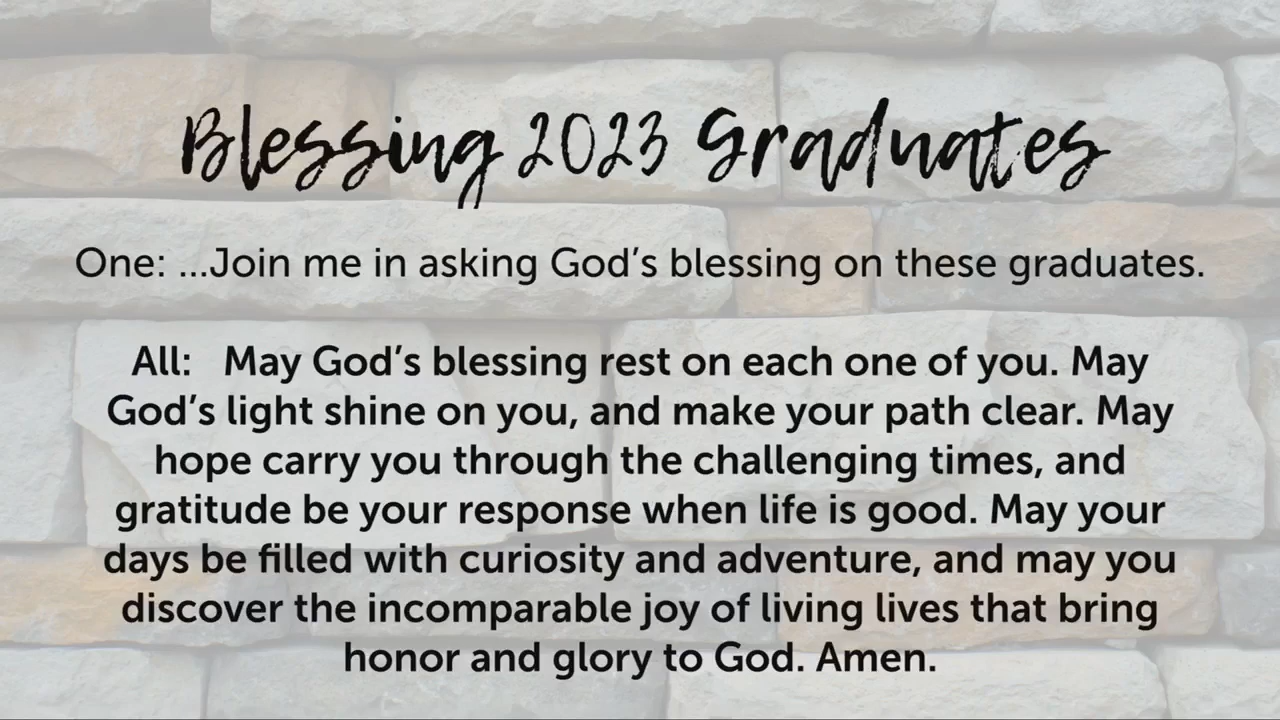 Blessing 2023 Graduates
One: ...Join me in asking God’s blessing on these graduates.
All: May God’s blessing rest on each one of you. May
God’s light shine on you, and make your path clear. May
hope carry you through the challenging times, and
gratitude be your response when life is good. May your
days be filled with curiosity and adventure, and may you
discover the incomparable joy of living lives that bring
honor and glory to God. Amen.